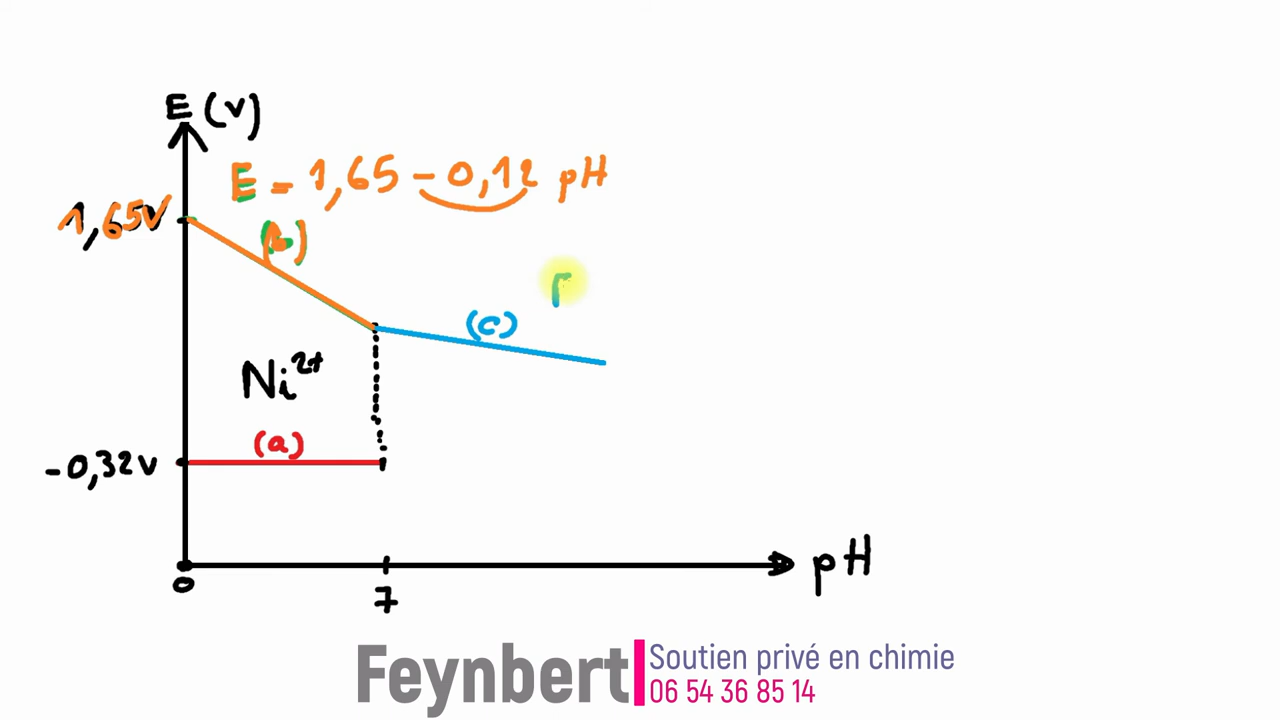 E (V)
E = 1,65 - 0,12 pH
1,65V
(b)
(c)
Ni2+
(a)
-0,32V
0
7
pH
Feynbert
Soutien privé en chimie
06 54 36 85 14